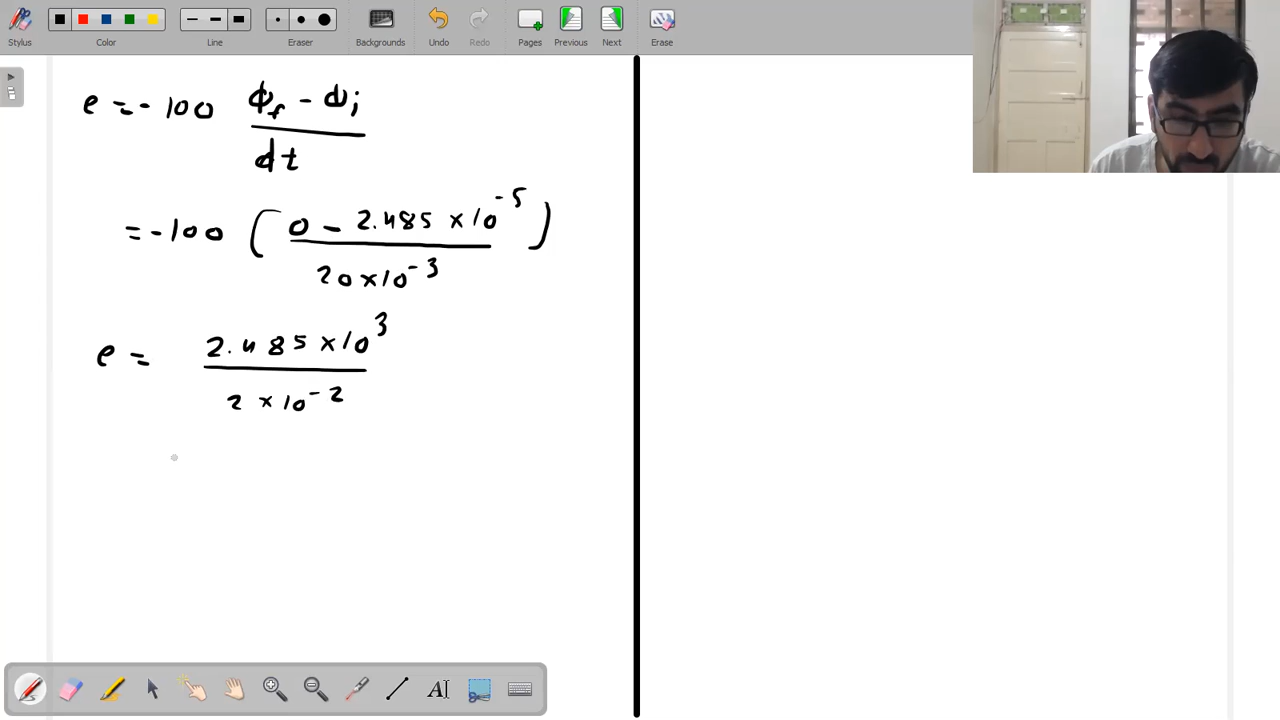 Stylus
Color
Line
Eraser
Backgrounds
Undo
Redo
Pages
Previous
Next
Erase
e = - 100 (ϕf - ϕi) / dt
= - 100 ( (0 - 2.485 × 10^-5) / (20 × 10^-3) )
e = (2.485 × 10^3) / (2 × 10^-2)
AI